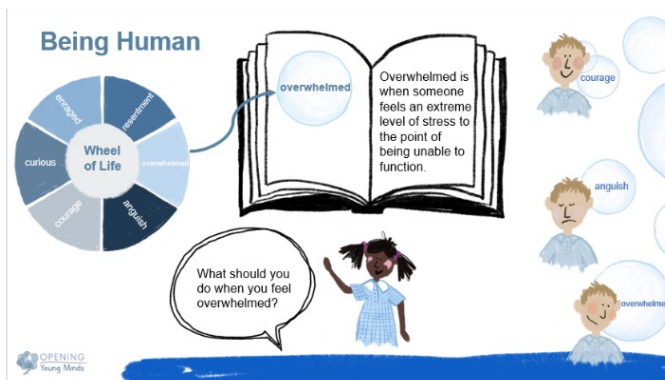 Being Human
enraged
resentment
curious
Wheel
of Life
overwhelmed
courage
anguish
overwhelmed
Overwhelmed is
when someone
feels an extreme
level of stress to
the point of
being unable to
function.
What should you
do when you feel
overwhelmed?
courage
anguish
overwhelme
OPENING
Young Minds